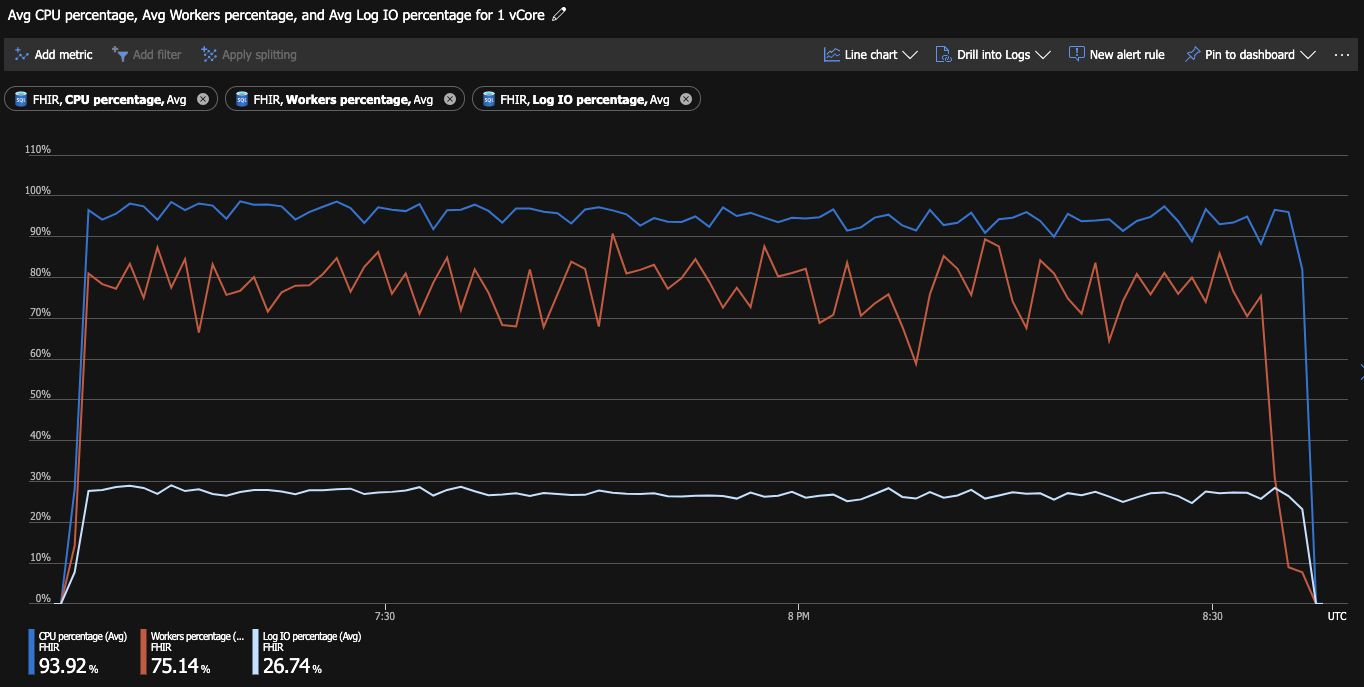 Avg CPU percentage, Avg Workers percentage, and Avg Log IO percentage for 1 vCore
Add metric Add filter Apply splitting Line chart Drill into Logs New alert rule Pin to dashboard ...
FHIR, CPU percentage, Avg FHIR, Workers percentage, Avg FHIR, Log IO percentage, Avg
110%
100%
90%
80%
70%
60%
50%
40%
30%
20%
10%
0%
7:30 8 PM 8:30 UTC
CPU percentage (Avg) Workers percentage (... Log IO percentage (Avg)
FHIR FHIR FHIR
93.92 % 75.14 % 26.74 %